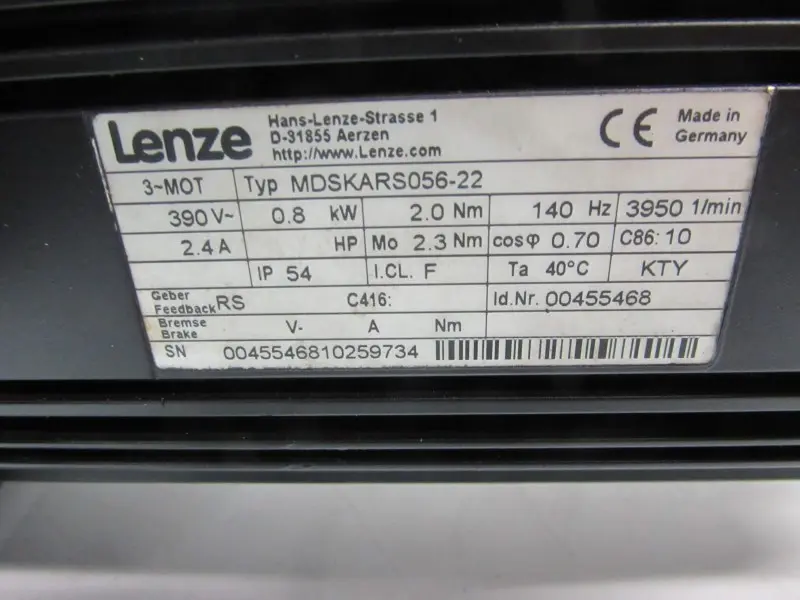 Lenze
Hans-Lenze-Strasse 1
D-31855 Aerzen
http://www.Lenze.com
CE
Made in
Germany
3~MOT Typ MDSKARS056-22
390 V~ 0.8 kW 2.0 Nm 140 Hz 3950 1/min
2.4 A HP Mo 2.3 Nm cosφ 0.70 C86: 10
IP 54 I.CL. F Ta 40°C KTY
Geber
Feedback RS C416: Id.Nr. 00455468
Bremse
Brake V- A Nm
SN 0045546810259734